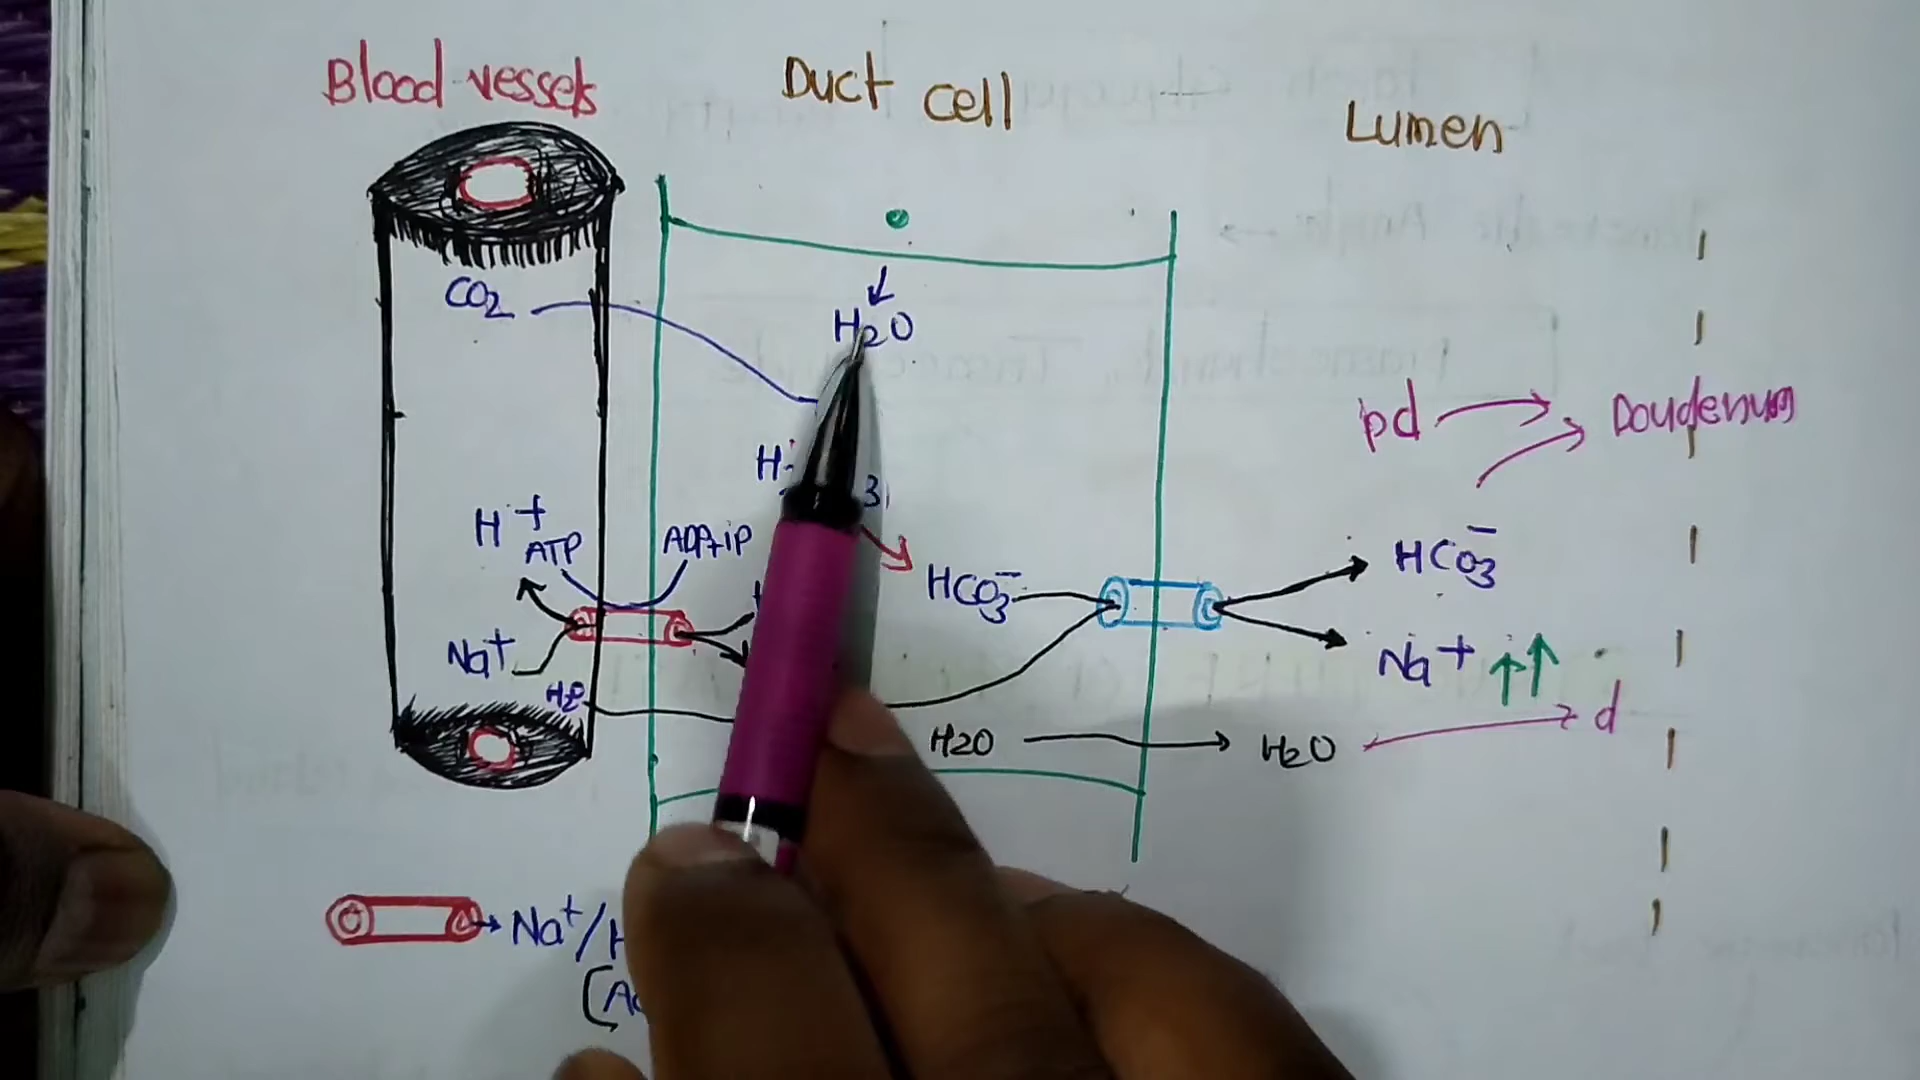 Blood vessels
Duct cell
Lumen
CO2
H2O
pd
Doudenum
H+
ATP
ADP+iP
HCO3-
HCO3-
Na+
Na+
H2O
H2O
H2O
d
Na+/H